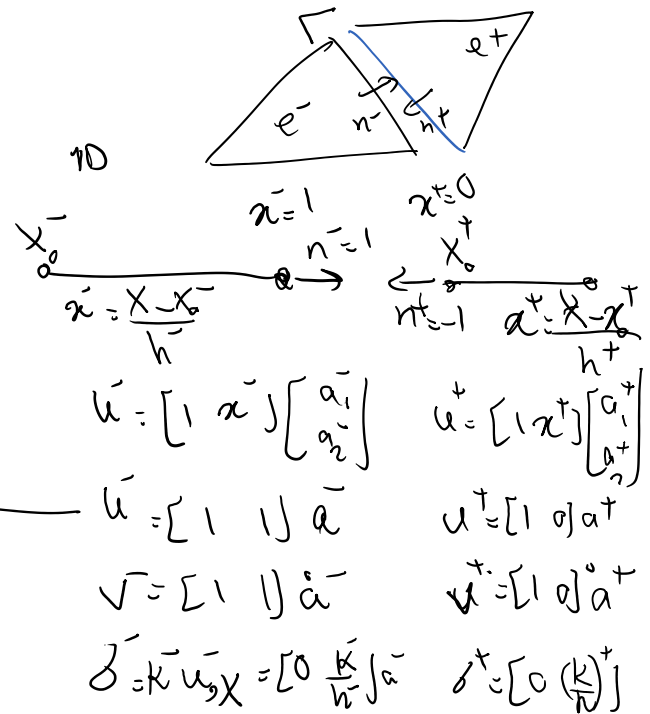 e⁺
e⁻ n⁻ n⁺
1D
x⁻=1 x⁺=0
X₀⁻ n⁻=1 X₀⁺
x⁻ = (X - X₀⁻)/h⁻ n⁺=-1 x⁺ = (X - X₀⁺)/h⁺
u⁻ = [1 x⁻] [a₁⁻ a₂⁻] u⁺ = [1 x⁺] [a₁⁺ a₂⁺]
u⁻ = [1 1] a⁻ u⁺ = [1 0] a⁺
v⁻ = [1 1] ȧ⁻ v⁺ = [1 0] ȧ⁺
σ⁻ = k⁻ u⁻,X = [0 k⁻/h⁻] a⁻ σ⁺ = [0 (k/h)⁺]